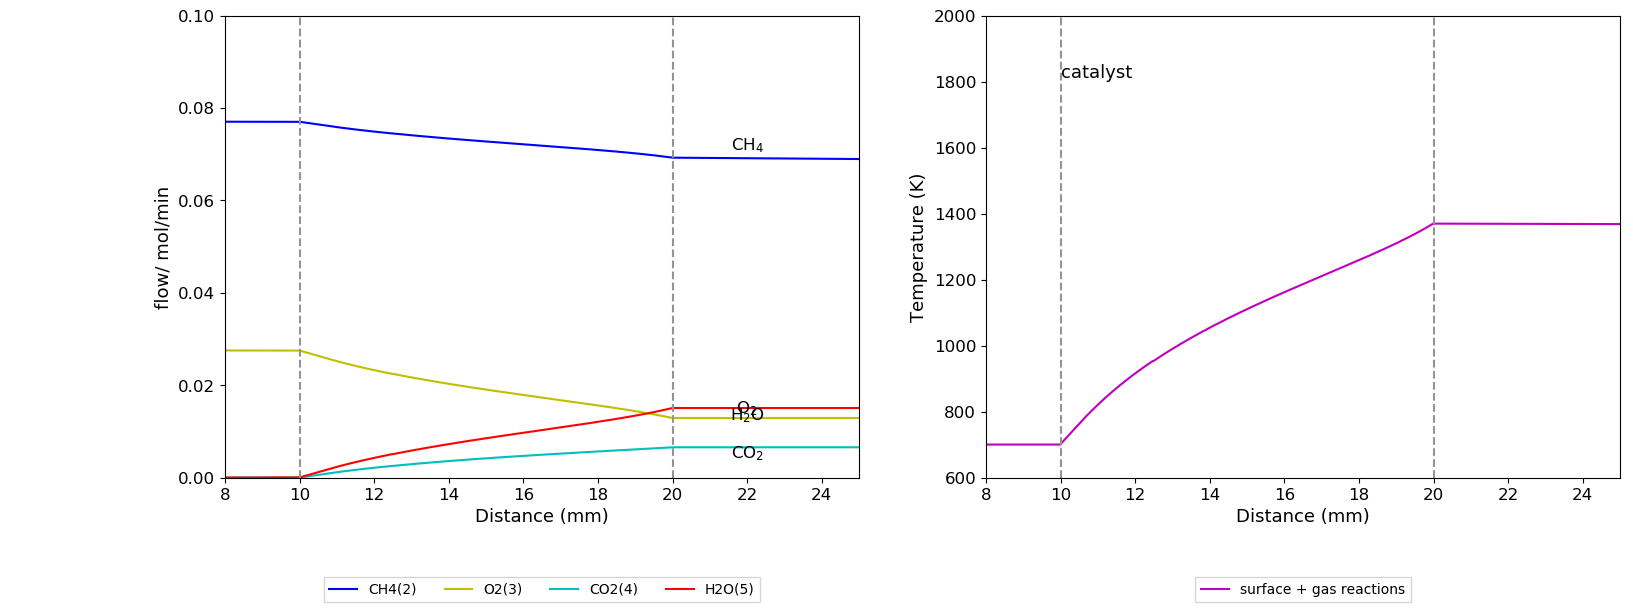 0.10
0.08
0.06
0.04
0.02
0.00
flow/ mol/min
CH₄
O₂
H₂O
CO₂
8 10 12 14 16 18 20 22 24
Distance (mm)
CH4(2) O2(3) CO2(4) H2O(5)
2000
1800
1600
1400
1200
1000
800
600
Temperature (K)
catalyst
8 10 12 14 16 18 20 22 24
Distance (mm)
surface + gas reactions